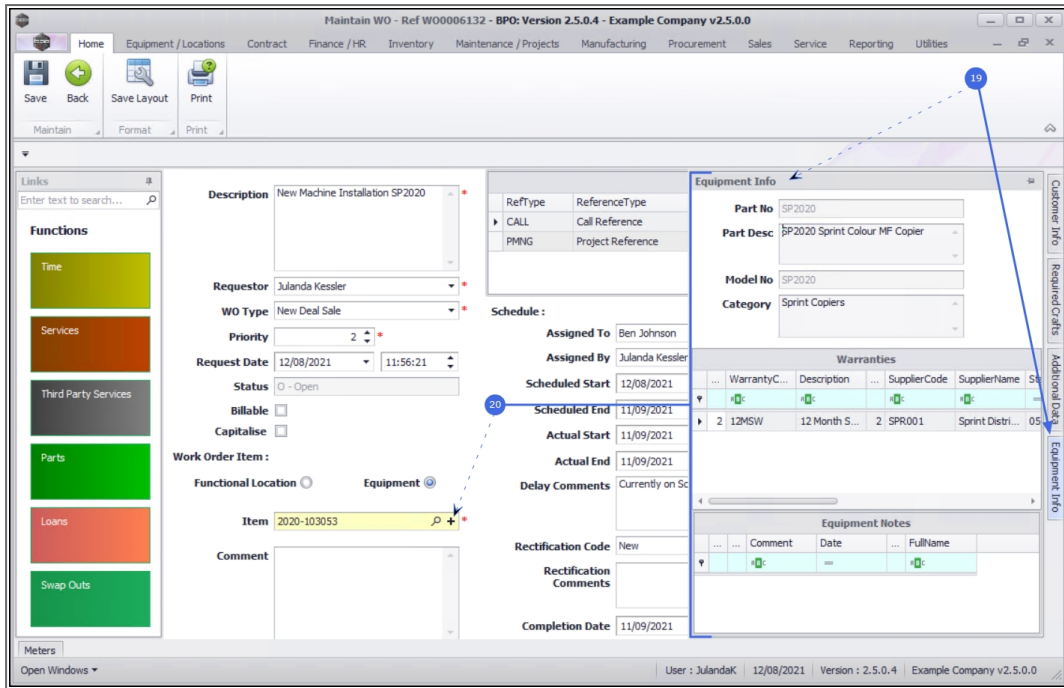 Maintain WO - Ref WO00006132 - BPO: Version 2.5.0.4 - Example Company v2.5.0.0
Home Equipment / Locations Contract Finance / HR Inventory Maintenance / Projects Manufacturing Procurement Sales Service Reporting Utilities
Save Back Save Layout Print
Maintain Format Print
19
Links
Enter text to search...
Functions
Time
Services
Third Party Services
Parts
Loans
Swap Outs
Description New Machine Installation SP2020 *
Requestor Julanda Kessler *
WO Type New Deal Sale *
Priority 2 *
Request Date 12/08/2021 11:56:21
Status O - Open
Billable
Capitalise
Work Order Item :
Functional Location Equipment
Item 2020-103053 *
Comment
20
RefType ReferenceType
CALL Call Reference
PMNG Project Reference
Schedule :
Assigned To Ben Johnson
Assigned By Julanda Kessler
Scheduled Start 12/08/2021
Scheduled End 11/09/2021
Actual Start 11/09/2021
Actual End 11/09/2021
Delay Comments Currently on Sc
Rectification Code New
Rectification
Comments
Completion Date 11/09/2021
Equipment Info
Part No SP2020
Part Desc SP2020 Sprint Colour MF Copier
Model No SP2020
Category Sprint Copiers
Warranties
... WarrantyC... Description ... SupplierCode SupplierName St
2 12MSW 12 Month S... 2 SPR001 Sprint Distri... 05
Equipment Notes
... ... Comment Date ... FullName
Customer Info
Required Crafts
Additional Data
Equipment Info
Meters
Open Windows User : JulandaK 12/08/2021 Version : 2.5.0.4 Example Company v2.5.0.0